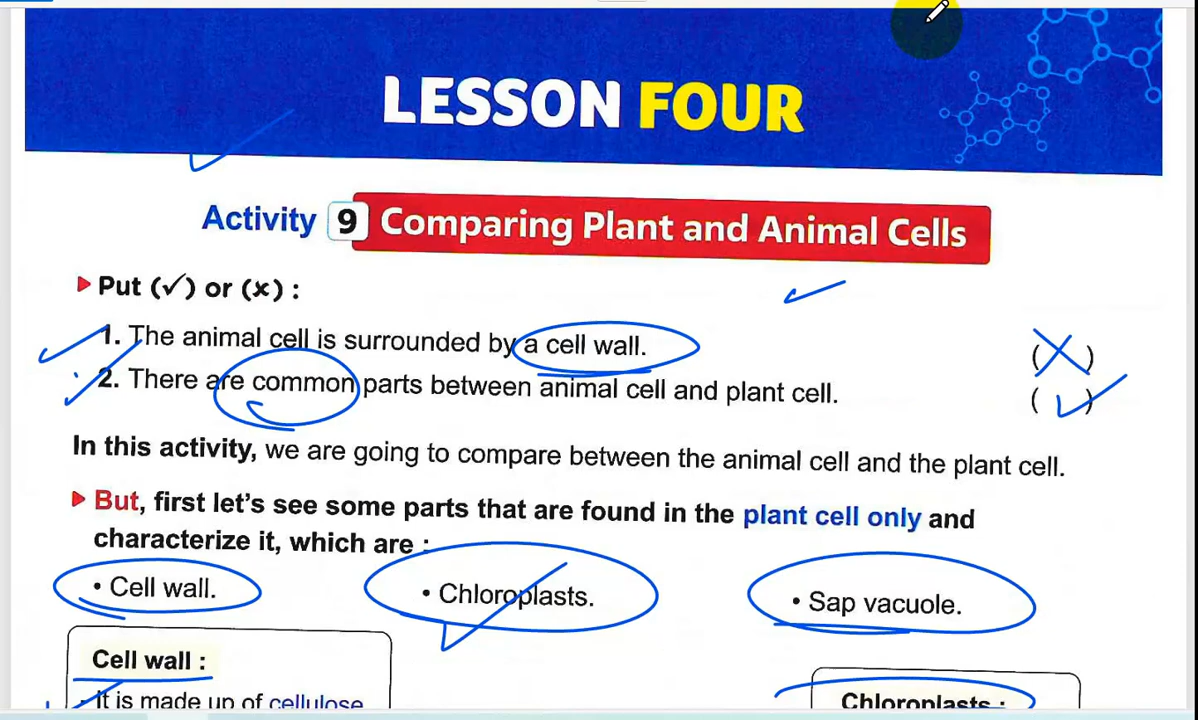 LESSON FOUR
Activity 9 Comparing Plant and Animal Cells
Put (✓) or (x) :
1. The animal cell is surrounded by a cell wall. (X)
2. There are common parts between animal cell and plant cell. (✓)
In this activity, we are going to compare between the animal cell and the plant cell.
But, first let's see some parts that are found in the plant cell only and
characterize it, which are :
• Cell wall. • Chloroplasts. • Sap vacuole.
Cell wall :
• It is made up of cellulose
Chloroplasts :